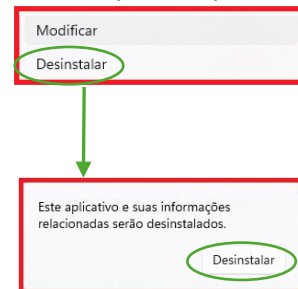 Modificar
Desinstalar
Este aplicativo e suas informações
relacionadas serão desinstalados.
Desinstalar